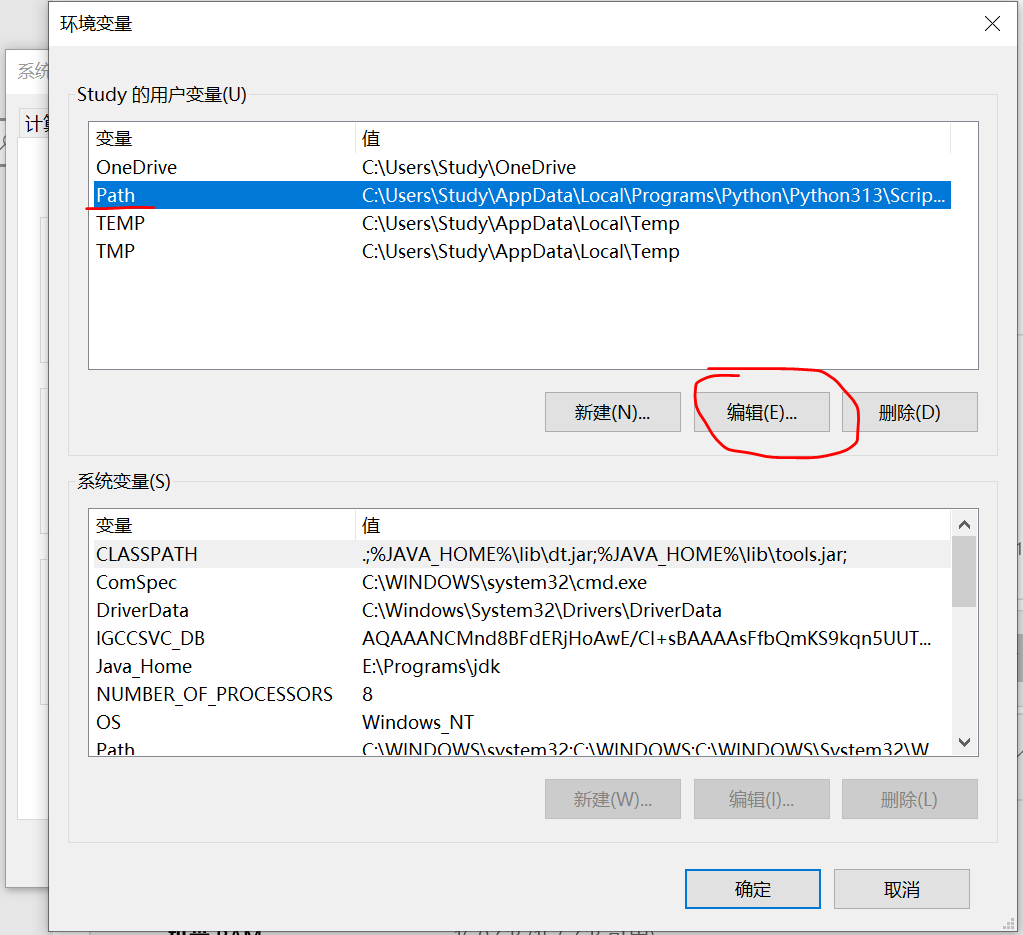 环境变量
系统
计算
Study 的用户变量(U)
变量 值
OneDrive C:\Users\Study\OneDrive
Path C:\Users\Study\AppData\Local\Programs\Python\Python313\Scrip...
TEMP C:\Users\Study\AppData\Local\Temp
TMP C:\Users\Study\AppData\Local\Temp
新建(N)... 编辑(E)... 删除(D)
系统变量(S)
变量 值
CLASSPATH .;%JAVA_HOME%\lib\dt.jar;%JAVA_HOME%\lib\tools.jar;
ComSpec C:\WINDOWS\system32\cmd.exe
DriverData C:\Windows\System32\Drivers\DriverData
IGCCSVC_DB AQAAANCMnd8BFdERjHoAwE/Cl+sBAAAAsFfbQmKS9kqn5UUT...
Java_Home E:\Programs\jdk
NUMBER_OF_PROCESSORS 8
OS Windows_NT
Path C:\WINDOWS\system32;C:\WINDOWS;C:\WINDOWS\System32\W
新建(W)... 编辑(I)... 删除(L)
确定 取消